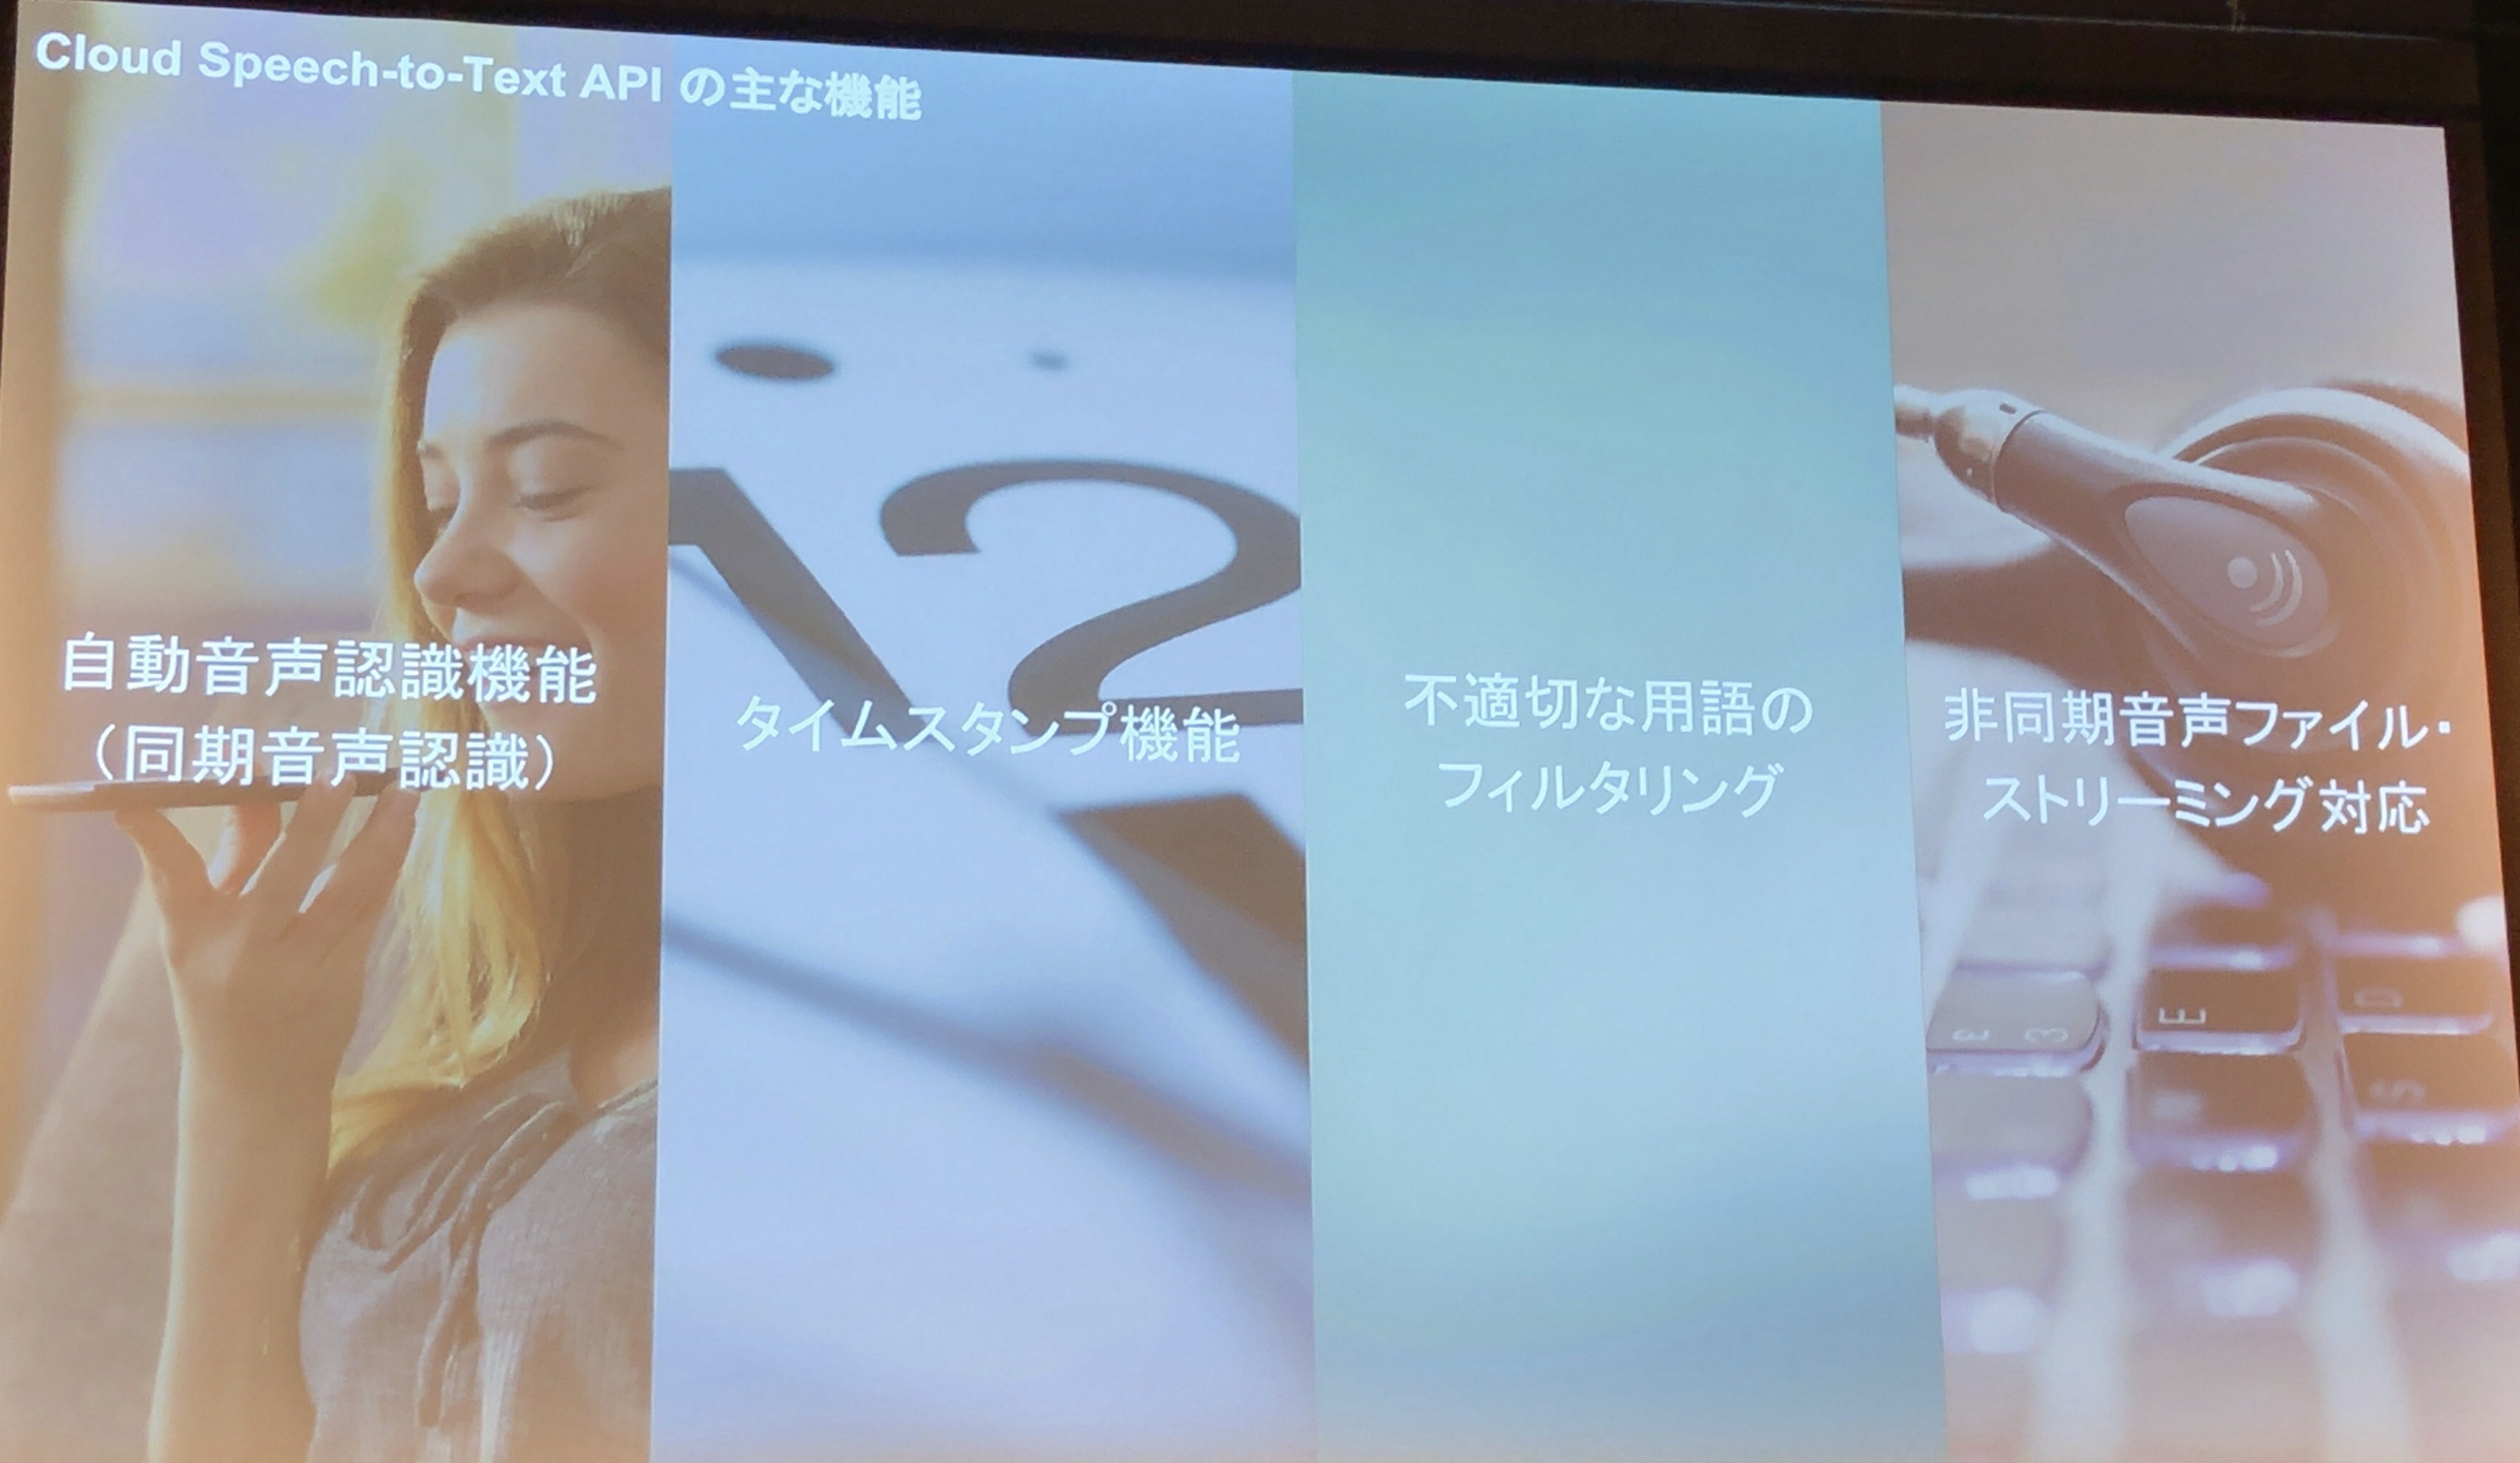 Cloud Speech-to-Text API の主な機能
自動音声認識機能
（同期音声認識）
タイムスタンプ機能
不適切な用語の
フィルタリング
非同期音声ファイル・
ストリーミング対応
12
E
D
£ 3
S